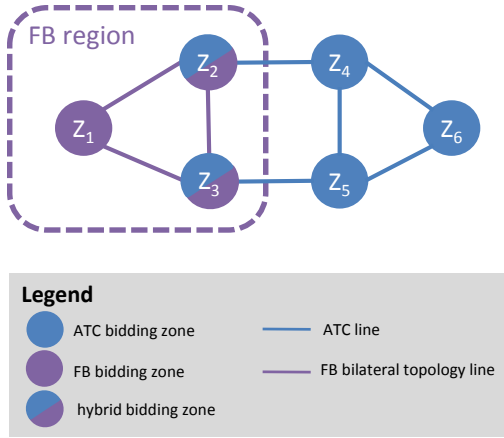 FB region
Z2
Z4
Z1
Z6
Z3
Z5
Legend
ATC bidding zone
ATC line
FB bidding zone
FB bilateral topology line
hybrid bidding zone